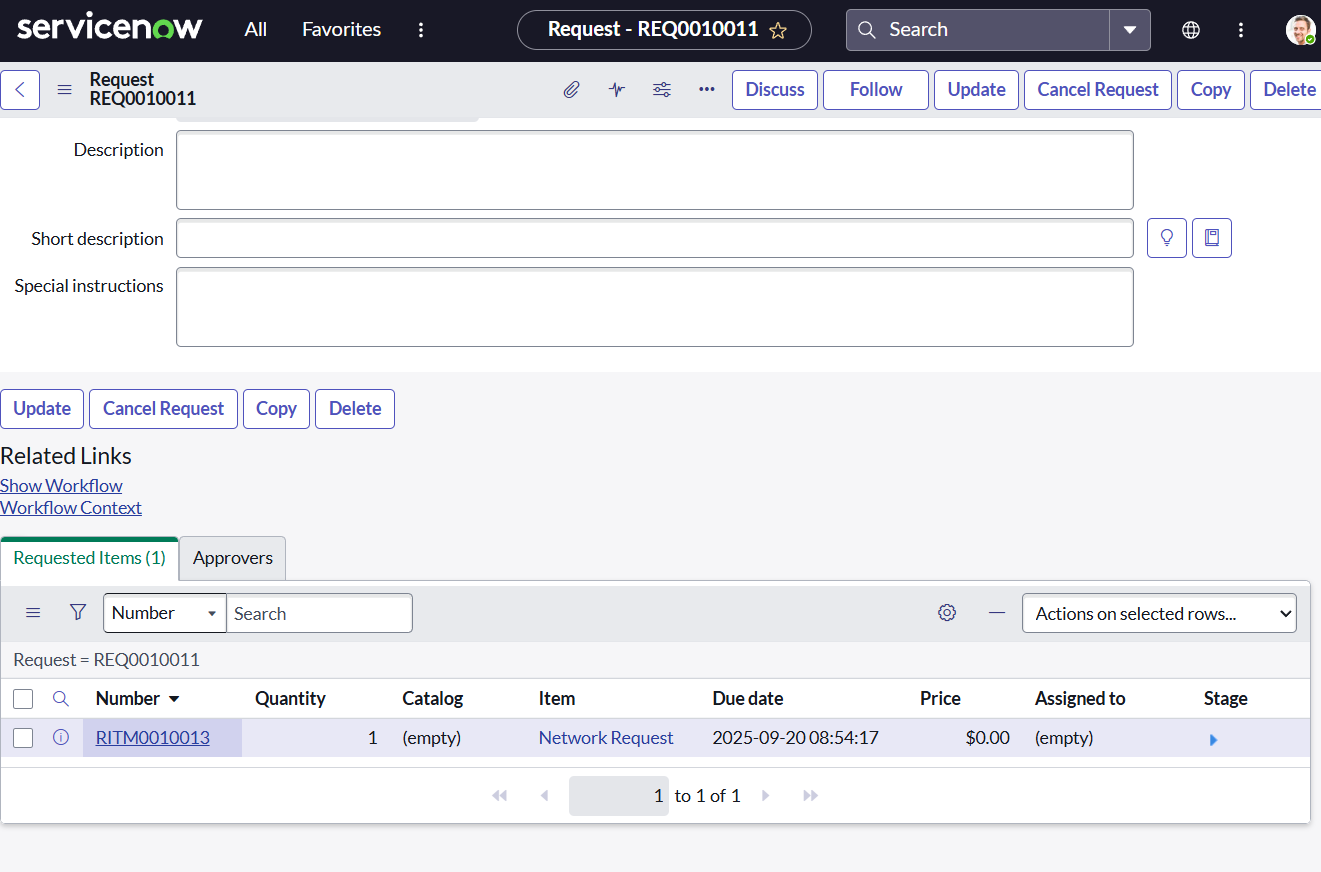 servicenow All Favorites Request - REQ0010011 Search
Request
REQ0010011
Discuss Follow Update Cancel Request Copy Delete
Description
Short description
Special instructions
Update Cancel Request Copy Delete
Related Links
Show Workflow
Workflow Context
Requested Items (1) Approvers
Number Search Actions on selected rows...
Request = REQ0010011
Number Quantity Catalog Item Due date Price Assigned to Stage
RITM0010013 1 (empty) Network Request 2025-09-20 08:54:17 $0.00 (empty)
1 to 1 of 1